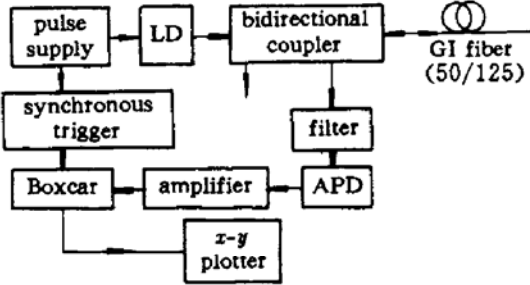 pulse
supply
LD
bidirectional
coupler
GI fiber
(50/125)
synchronous
trigger
filter
Boxcar
amplifier
APD
x-y
plotter